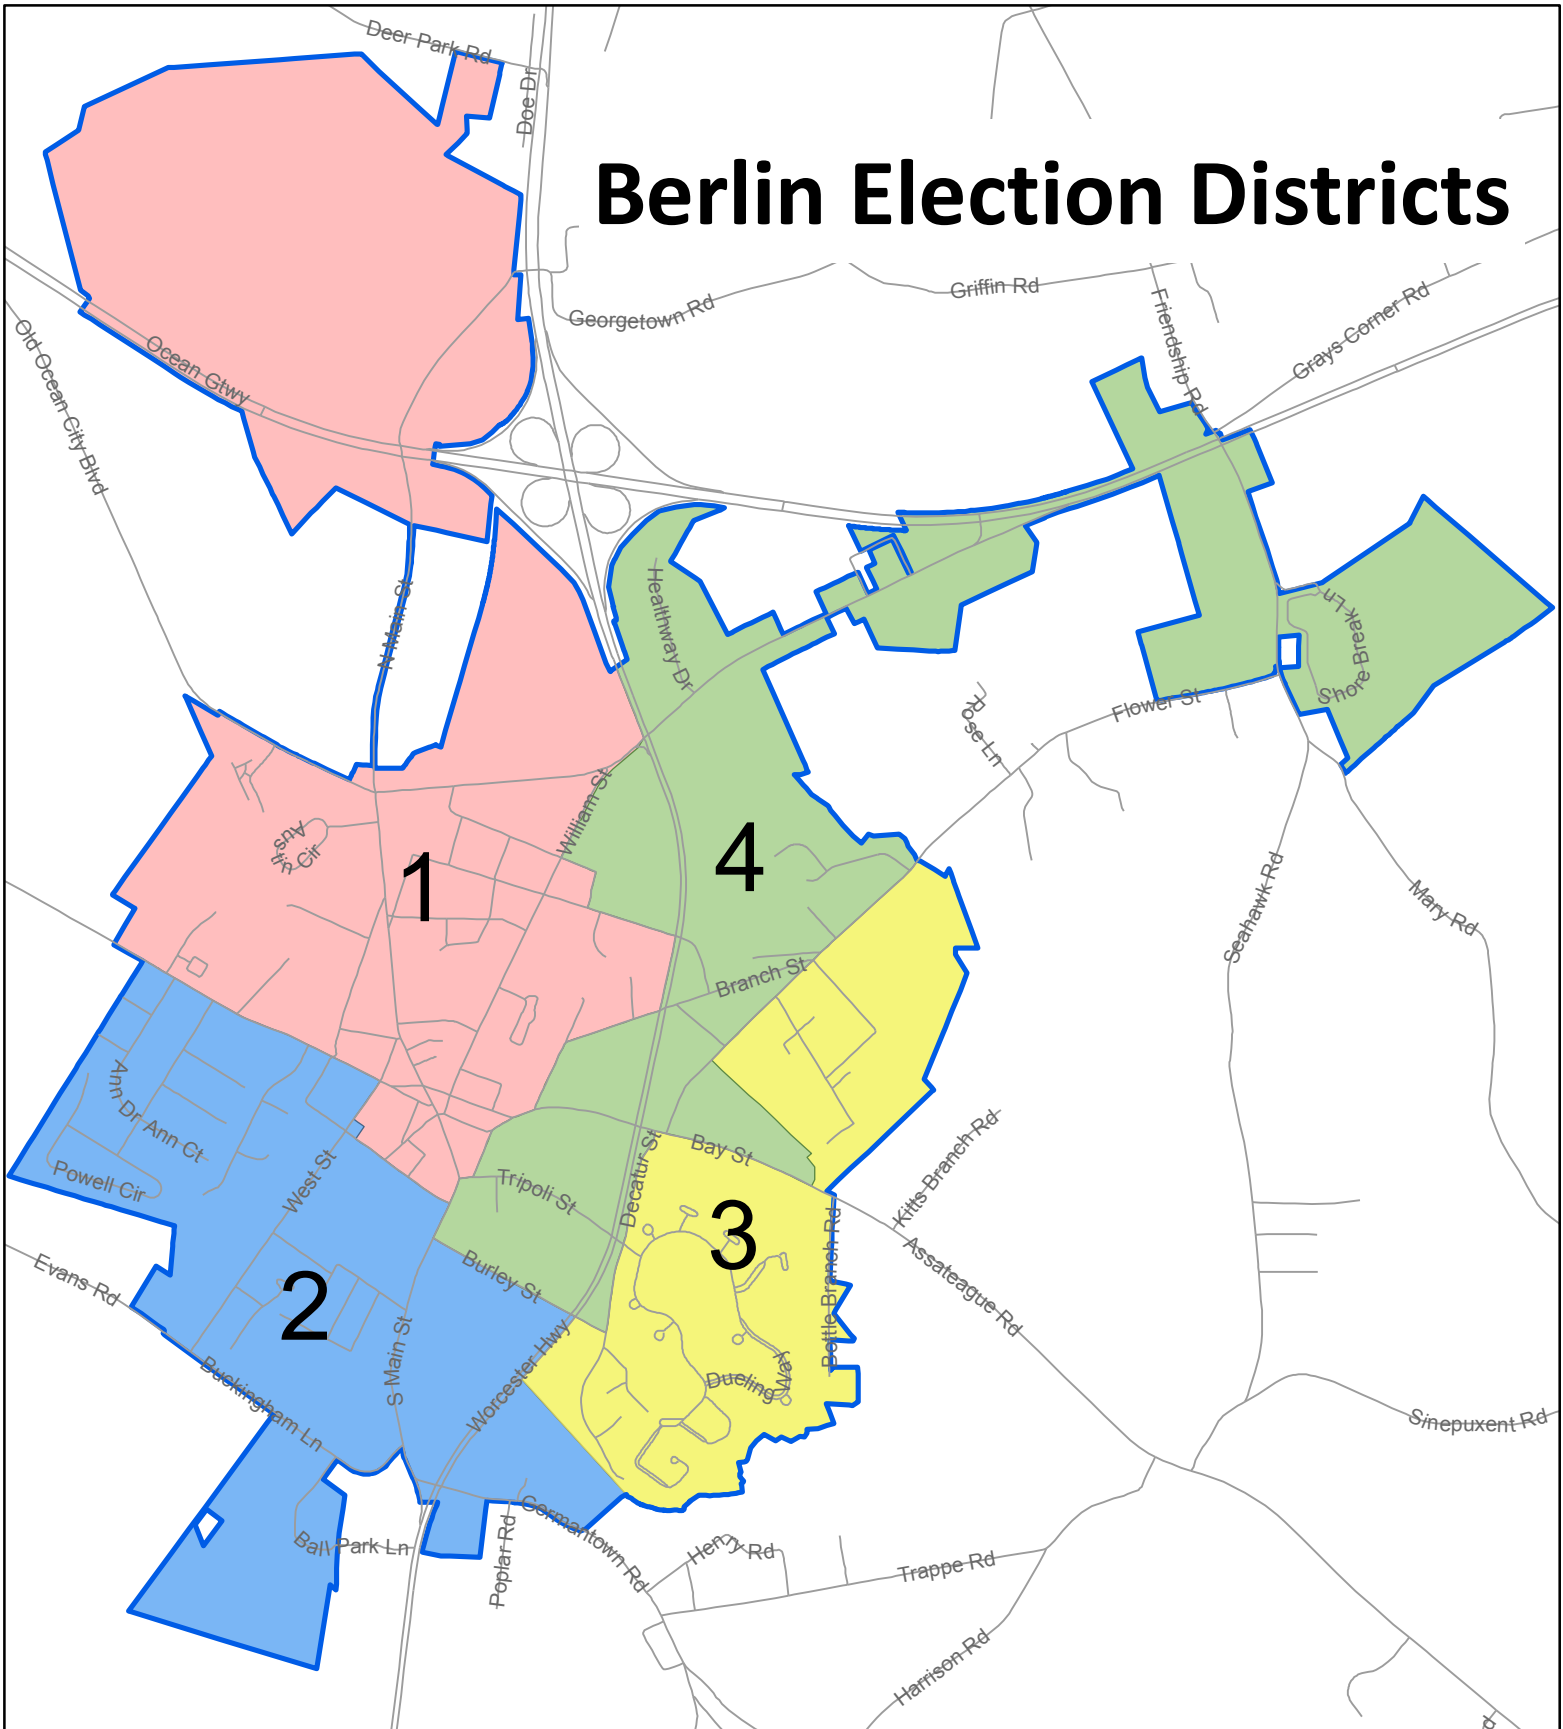 Deer Park Rd
Doe Dr
Berlin Election Districts
Georgetown Rd
Griffin Rd
Friendship Rd
Grays Corner Rd
Old Ocean City Blvd
Ocean Gtwy
N Main St
Healthway Dr
Rose Ln
Flower St
Shore Break Ln
William St
Austin Cir
1
4
Seahawk Rd
Mary Rd
Branch St
Ann Dr
Ann Ct
Powell Cir
West St
Tripoli St
Decatur St
Bay St
3
Kitts Branch Rd
Assateague Rd
Bottle Branch Rd
Evans Rd
2
Burley St
S Main St
Worcester Hwy
Dueling Way
Buckingham Ln
Sinepuxent Rd
Ball Park Ln
Poplar Rd
Germantown Rd
Henry Rd
Trappe Rd
Harrison Rd